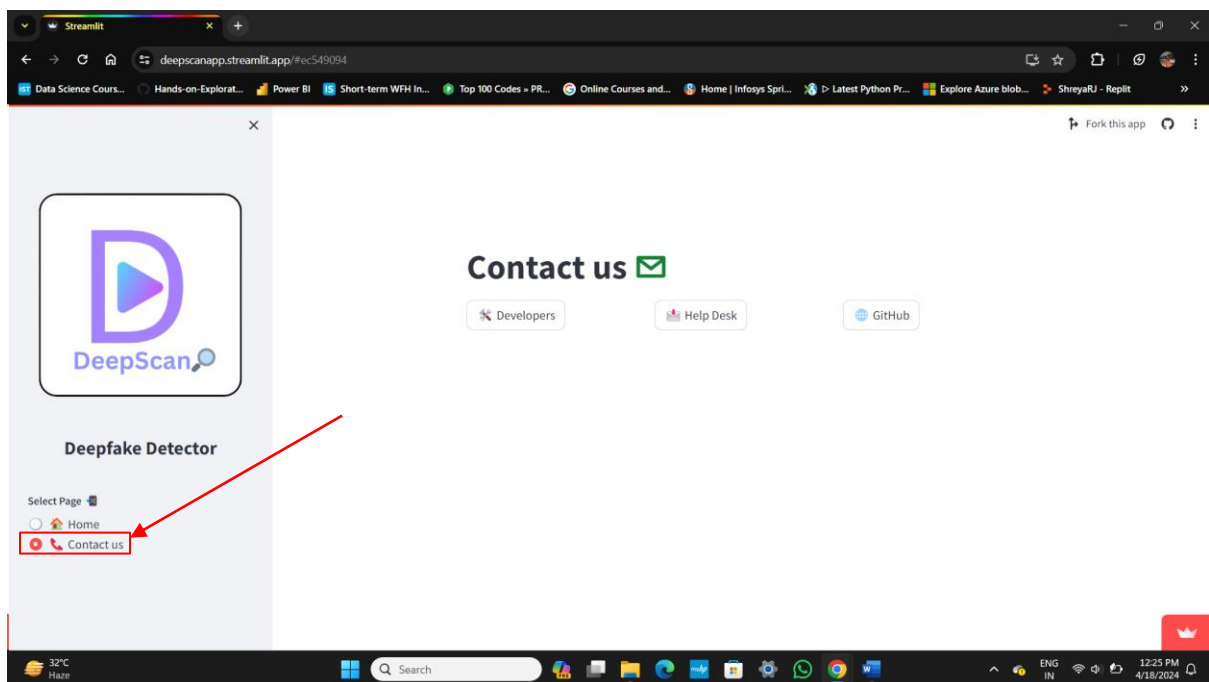 Streamlit
deepscanapp.streamlit.app/#ec549094
Data Science Cours... Hands-on-Explorat... Power BI Short-term WFH In... Top 100 Codes » PR... Online Courses and... Home | Infosys Spri... Latest Python Pr... Explore Azure blob... ShreyaRJ - Replit »
Fork this app
DeepScan
Deepfake Detector
Select Page
Home
Contact us
Contact us
Developers Help Desk GitHub
32°C
Haze
Search
ENG
IN
12:25 PM
4/18/2024